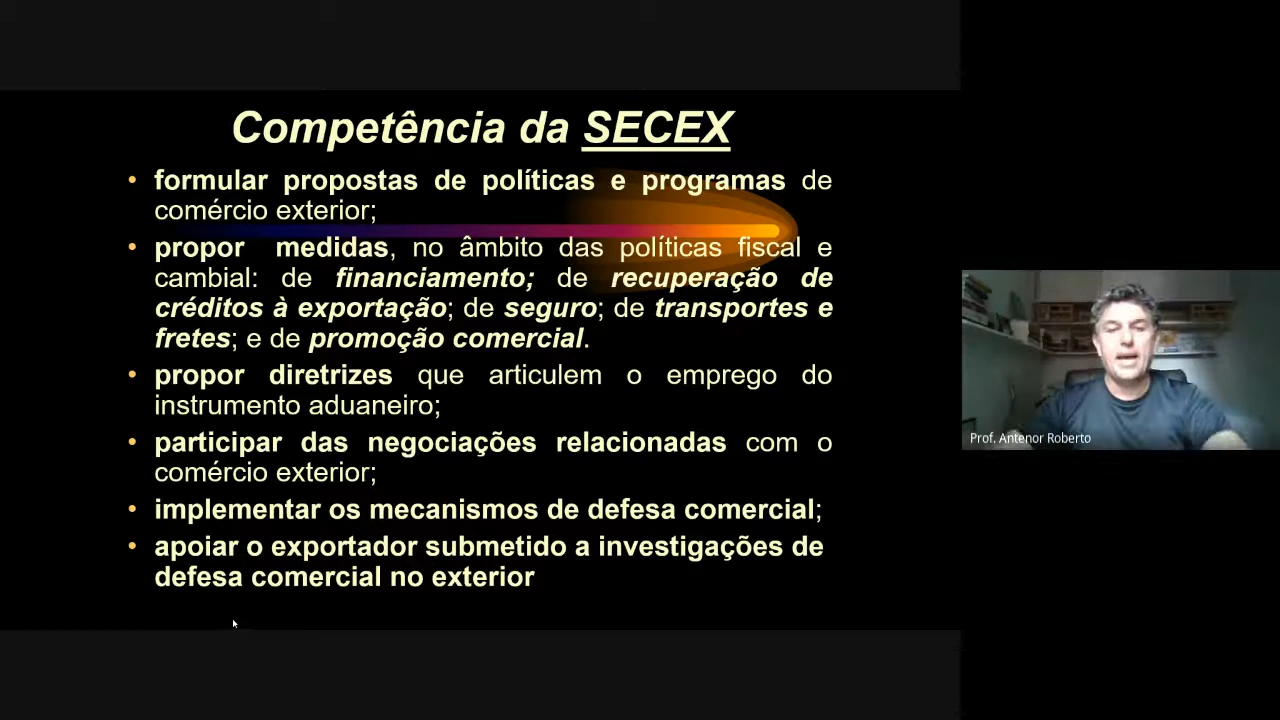 Competência da SECEX
• formular propostas de políticas e programas de
comércio exterior;
• propor medidas, no âmbito das políticas fiscal e
cambial: de financiamento; de recuperação de
créditos à exportação; de seguro; de transportes e
fretes; e de promoção comercial.
• propor diretrizes que articulem o emprego do
instrumento aduaneiro;
• participar das negociações relacionadas com o
comércio exterior;
• implementar os mecanismos de defesa comercial;
• apoiar o exportador submetido a investigações de
defesa comercial no exterior
Prof. Antenor Roberto